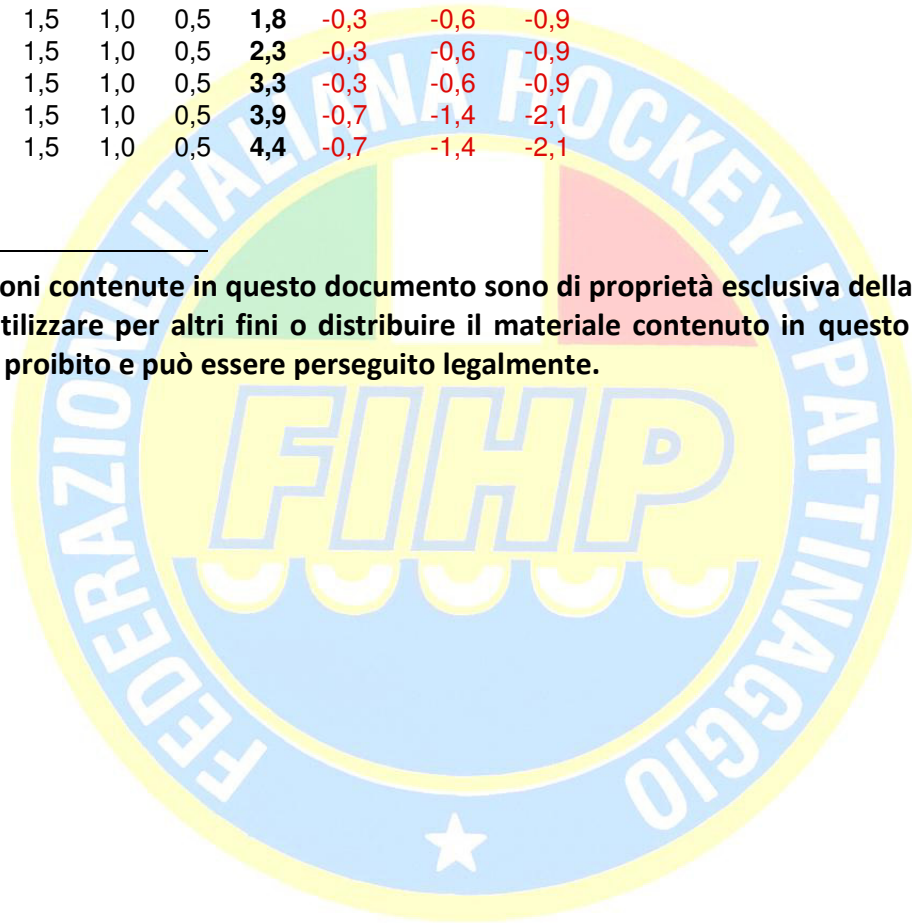 1,5 1,0 0,5 1,8 -0,3 -0,6 -0,9
1,5 1,0 0,5 2,3 -0,3 -0,6 -0,9
1,5 1,0 0,5 3,3 -0,3 -0,6 -0,9
1,5 1,0 0,5 3,9 -0,7 -1,4 -2,1
1,5 1,0 0,5 4,4 -0,7 -1,4 -2,1
oni contenute in questo documento sono di proprietà esclusiva della
tilizzare per altri fini o distribuire il materiale contenuto in questo
proibito e può essere perseguito legalmente.
FEDERAZIONE ITALIANA HOCKEY E PATTINAGGIO
FIHP